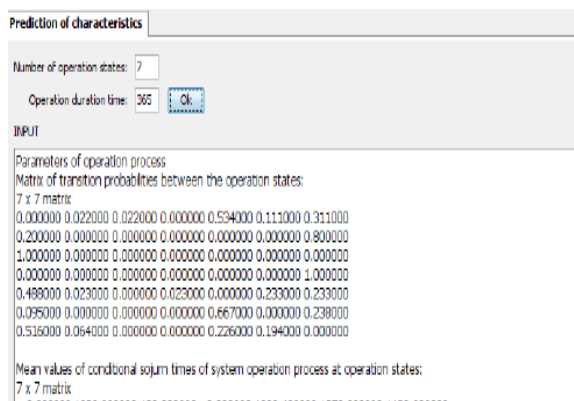 Prediction of characteristics
Number of operation states: 7
Operation duration time: 365 Ok
INPUT
Parameters of operation process
Matrix of transition probabilities between the operation states:
7 x 7 matrix
0.000000 0.022000 0.022000 0.000000 0.534000 0.111000 0.311000
0.200000 0.000000 0.000000 0.000000 0.000000 0.000000 0.800000
1.000000 0.000000 0.000000 0.000000 0.000000 0.000000 0.000000
0.000000 0.000000 0.000000 0.000000 0.000000 0.000000 1.000000
0.488000 0.023000 0.000000 0.023000 0.000000 0.233000 0.233000
0.095000 0.000000 0.000000 0.000000 0.667000 0.000000 0.238000
0.516000 0.064000 0.000000 0.000000 0.226000 0.194000 0.000000
Mean values of conditional sojurn times of system operation process at operation states:
7 x 7 matrix